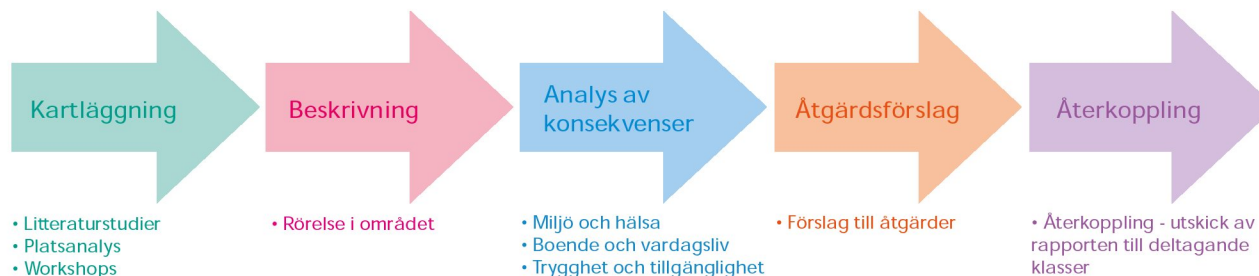 Kartläggning
• Litteraturstudier
• Platsanalys
• Workshops
Beskrivning
• Rörelse i området
Analys av
konsekvenser
• Miljö och hälsa
• Boende och vardagsliv
• Trygghet och tillgänglighet
Åtgärdsförslag
• Förslag till åtgärder
Återkoppling
• Återkoppling - utskick av
rapporten till deltagande
klasser